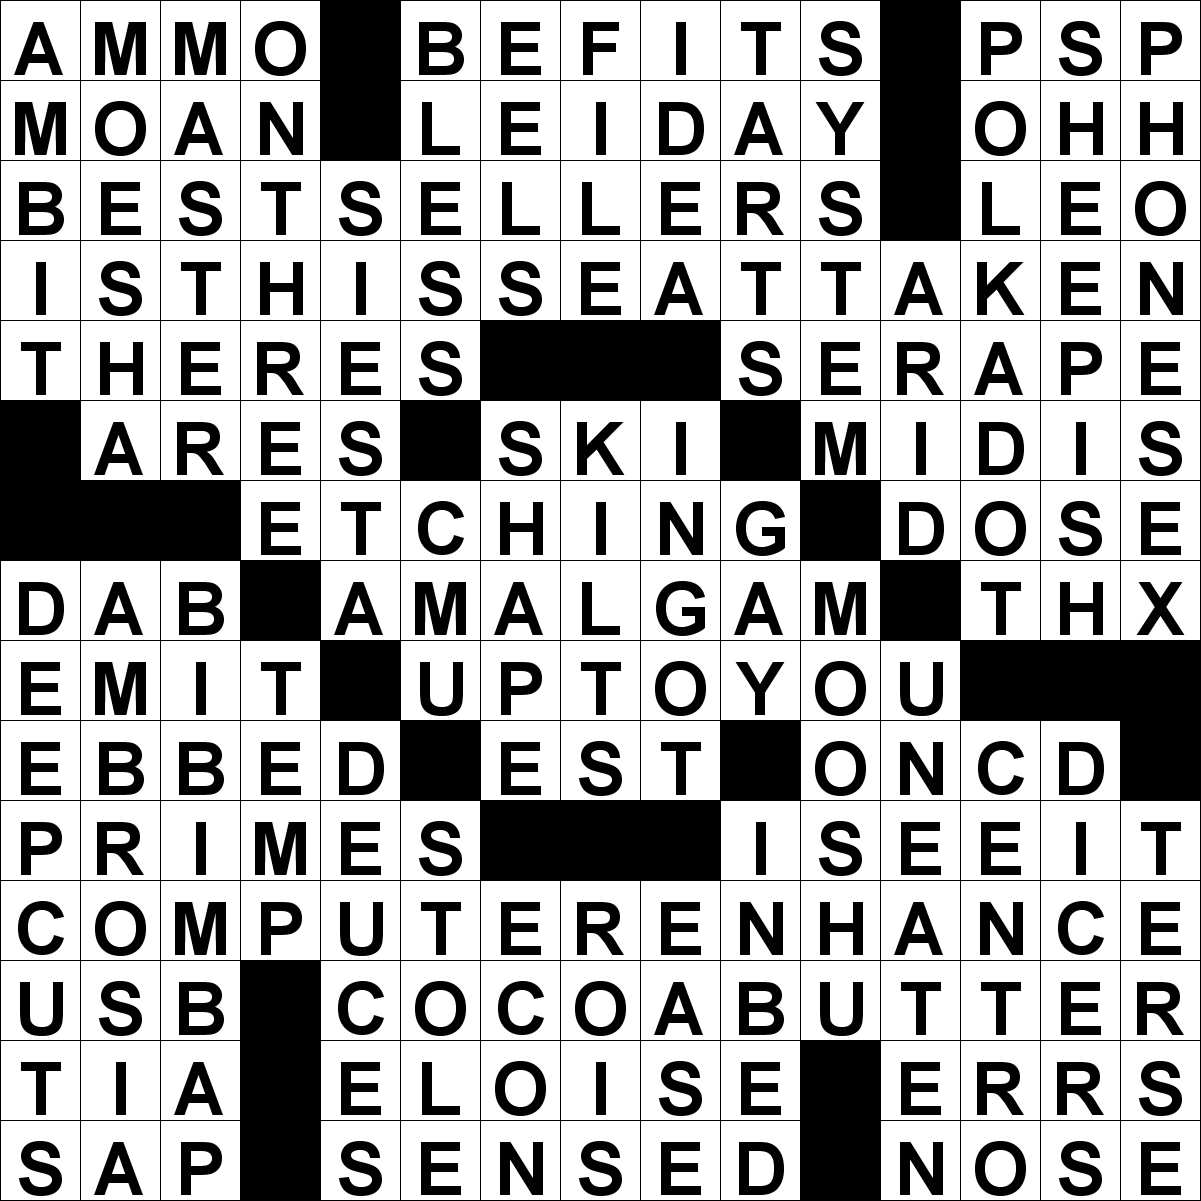 AMMO BEFITS PSP
MOAN LEIDAY OHH
BESTSELLERS LEO
ISTHISSEATTAKEN
THERES SERAPE
ARES SKI MIDIS
ETCHING DOSE
DAB AMALGAM THX
EMIT UPTOYOU
EBBED EST ONCD
PRIMES ISEEIT
COMPUTERENHANCE
USB COCOABUTTER
TIA ELOISE ERRS
SAP SENSED NOSE